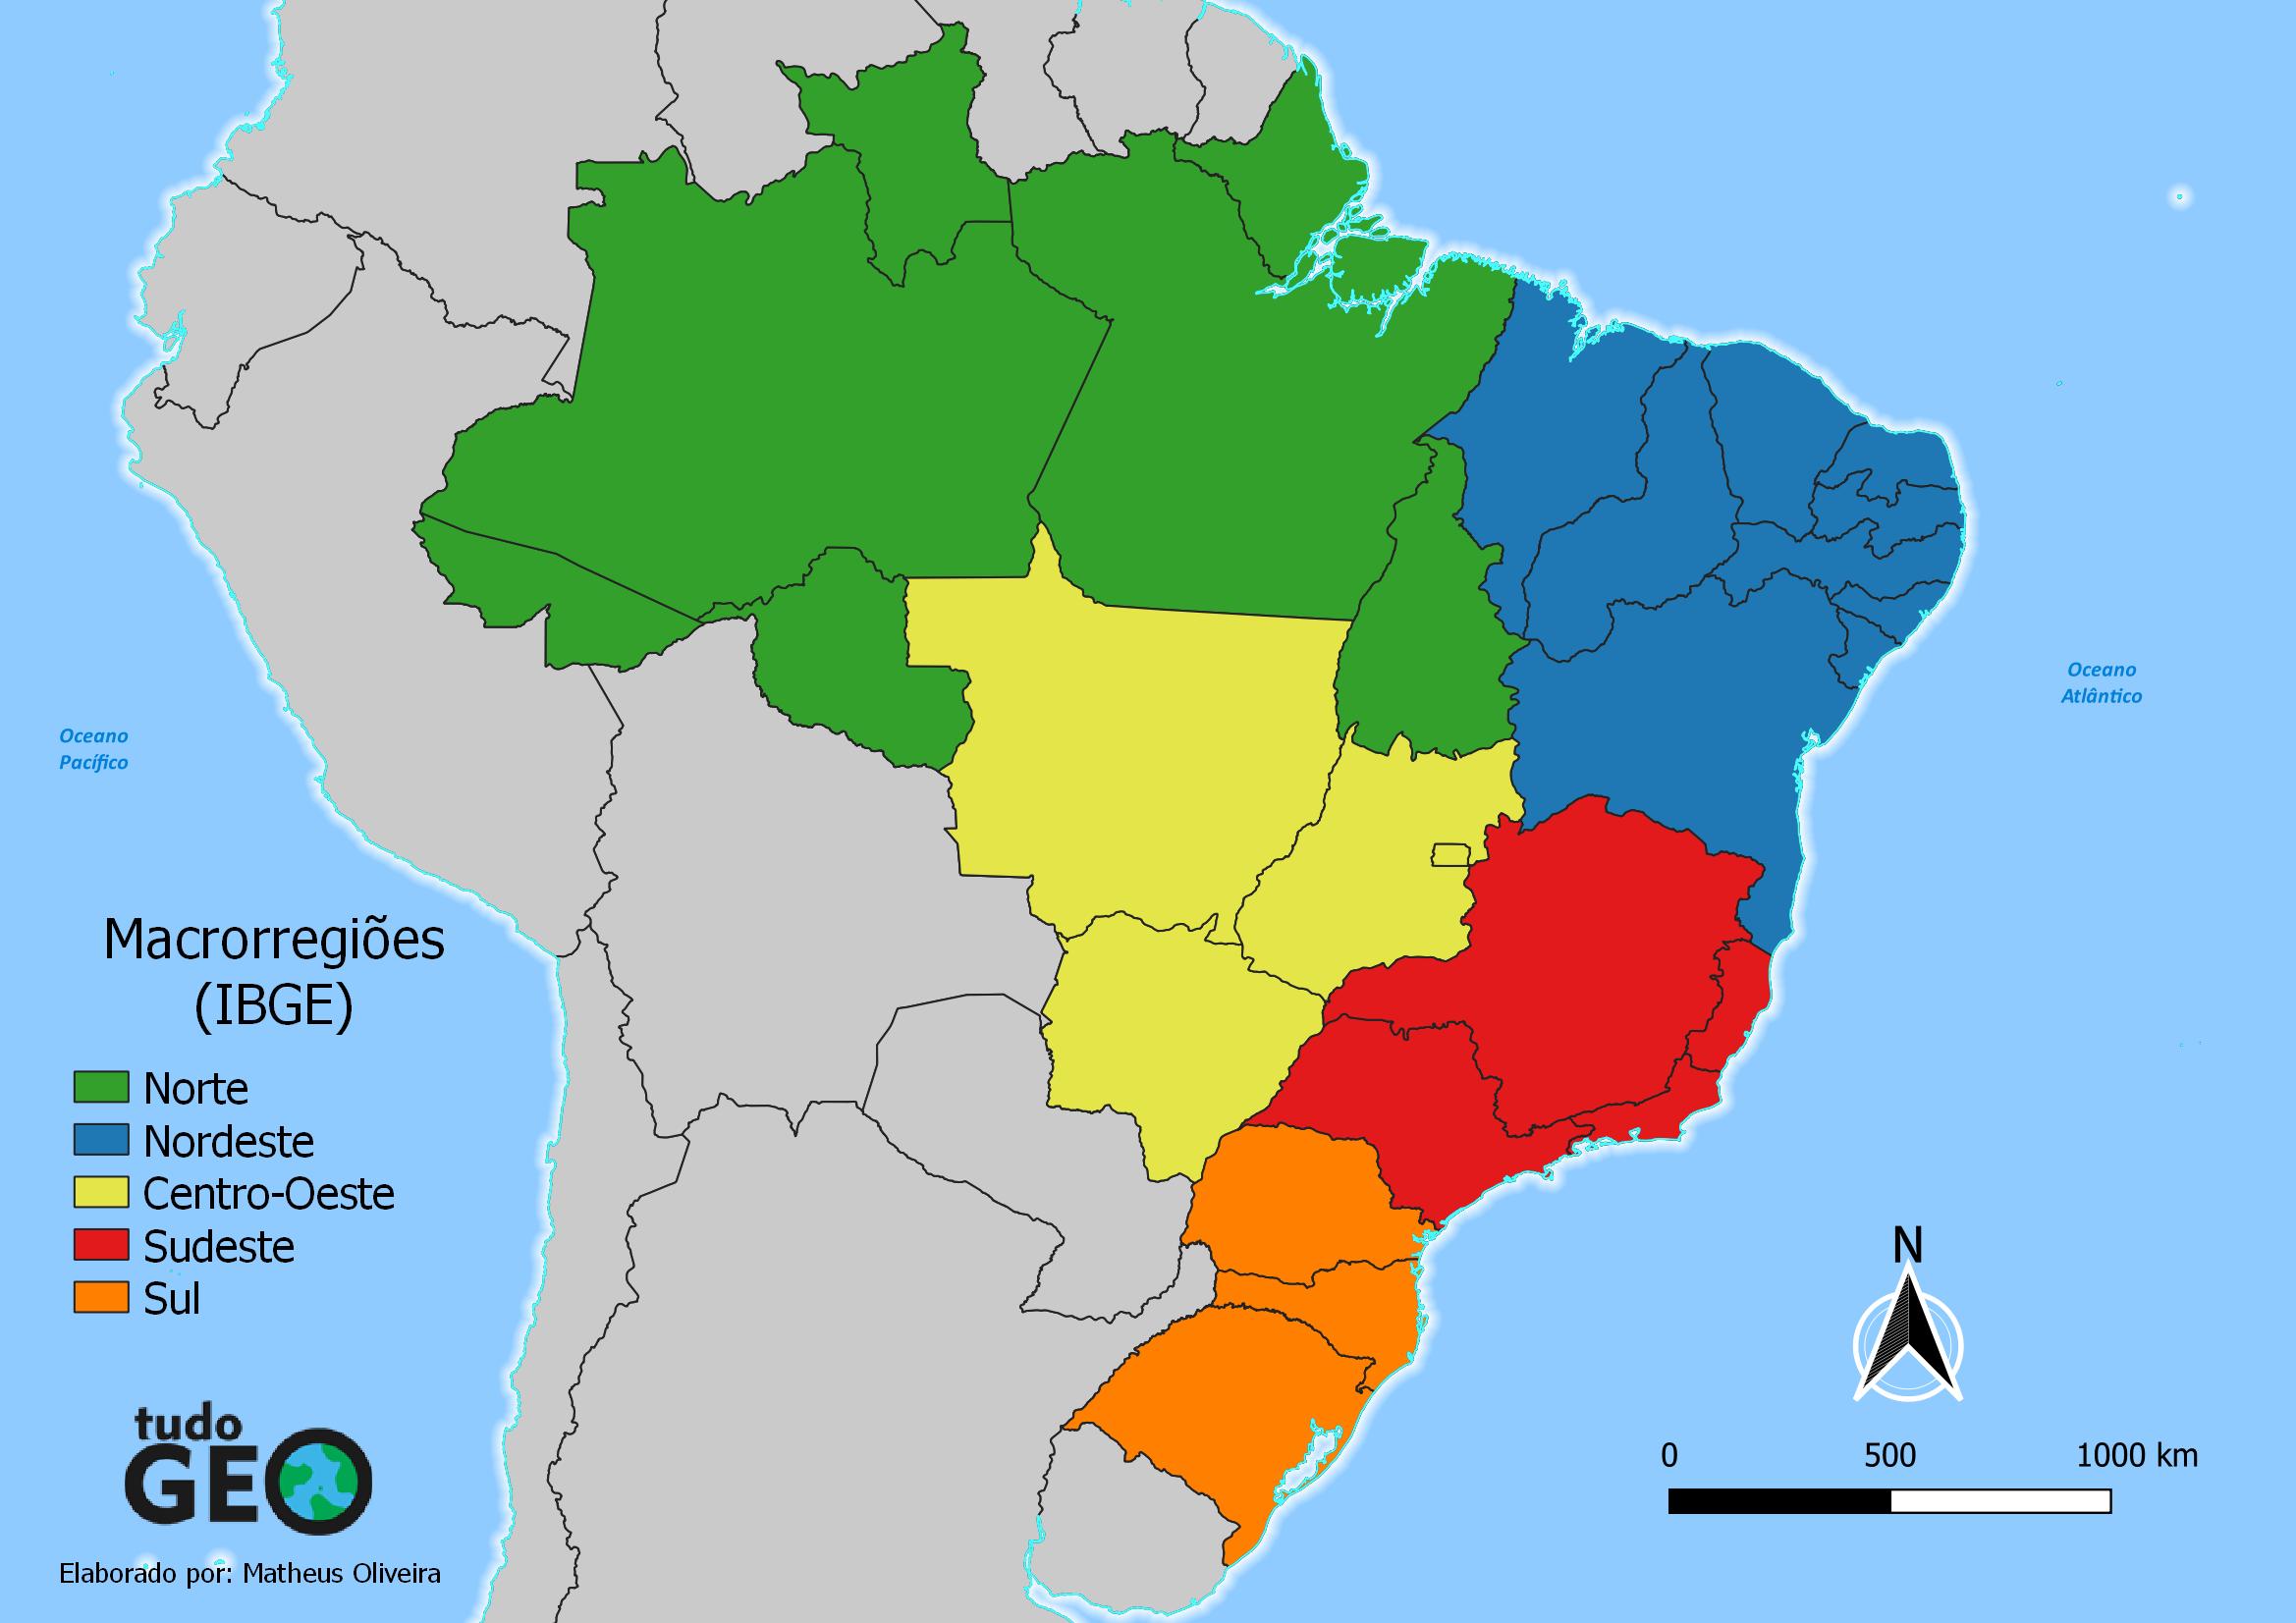 Oceano
Atlântico
Oceano
Pacífico
Macrorregiões
(IBGE)
Norte
Nordeste
Centro-Oeste
Sudeste
Sul
N
0 500 1000 km
tudo
GEO
Elaborado por: Matheus Oliveira